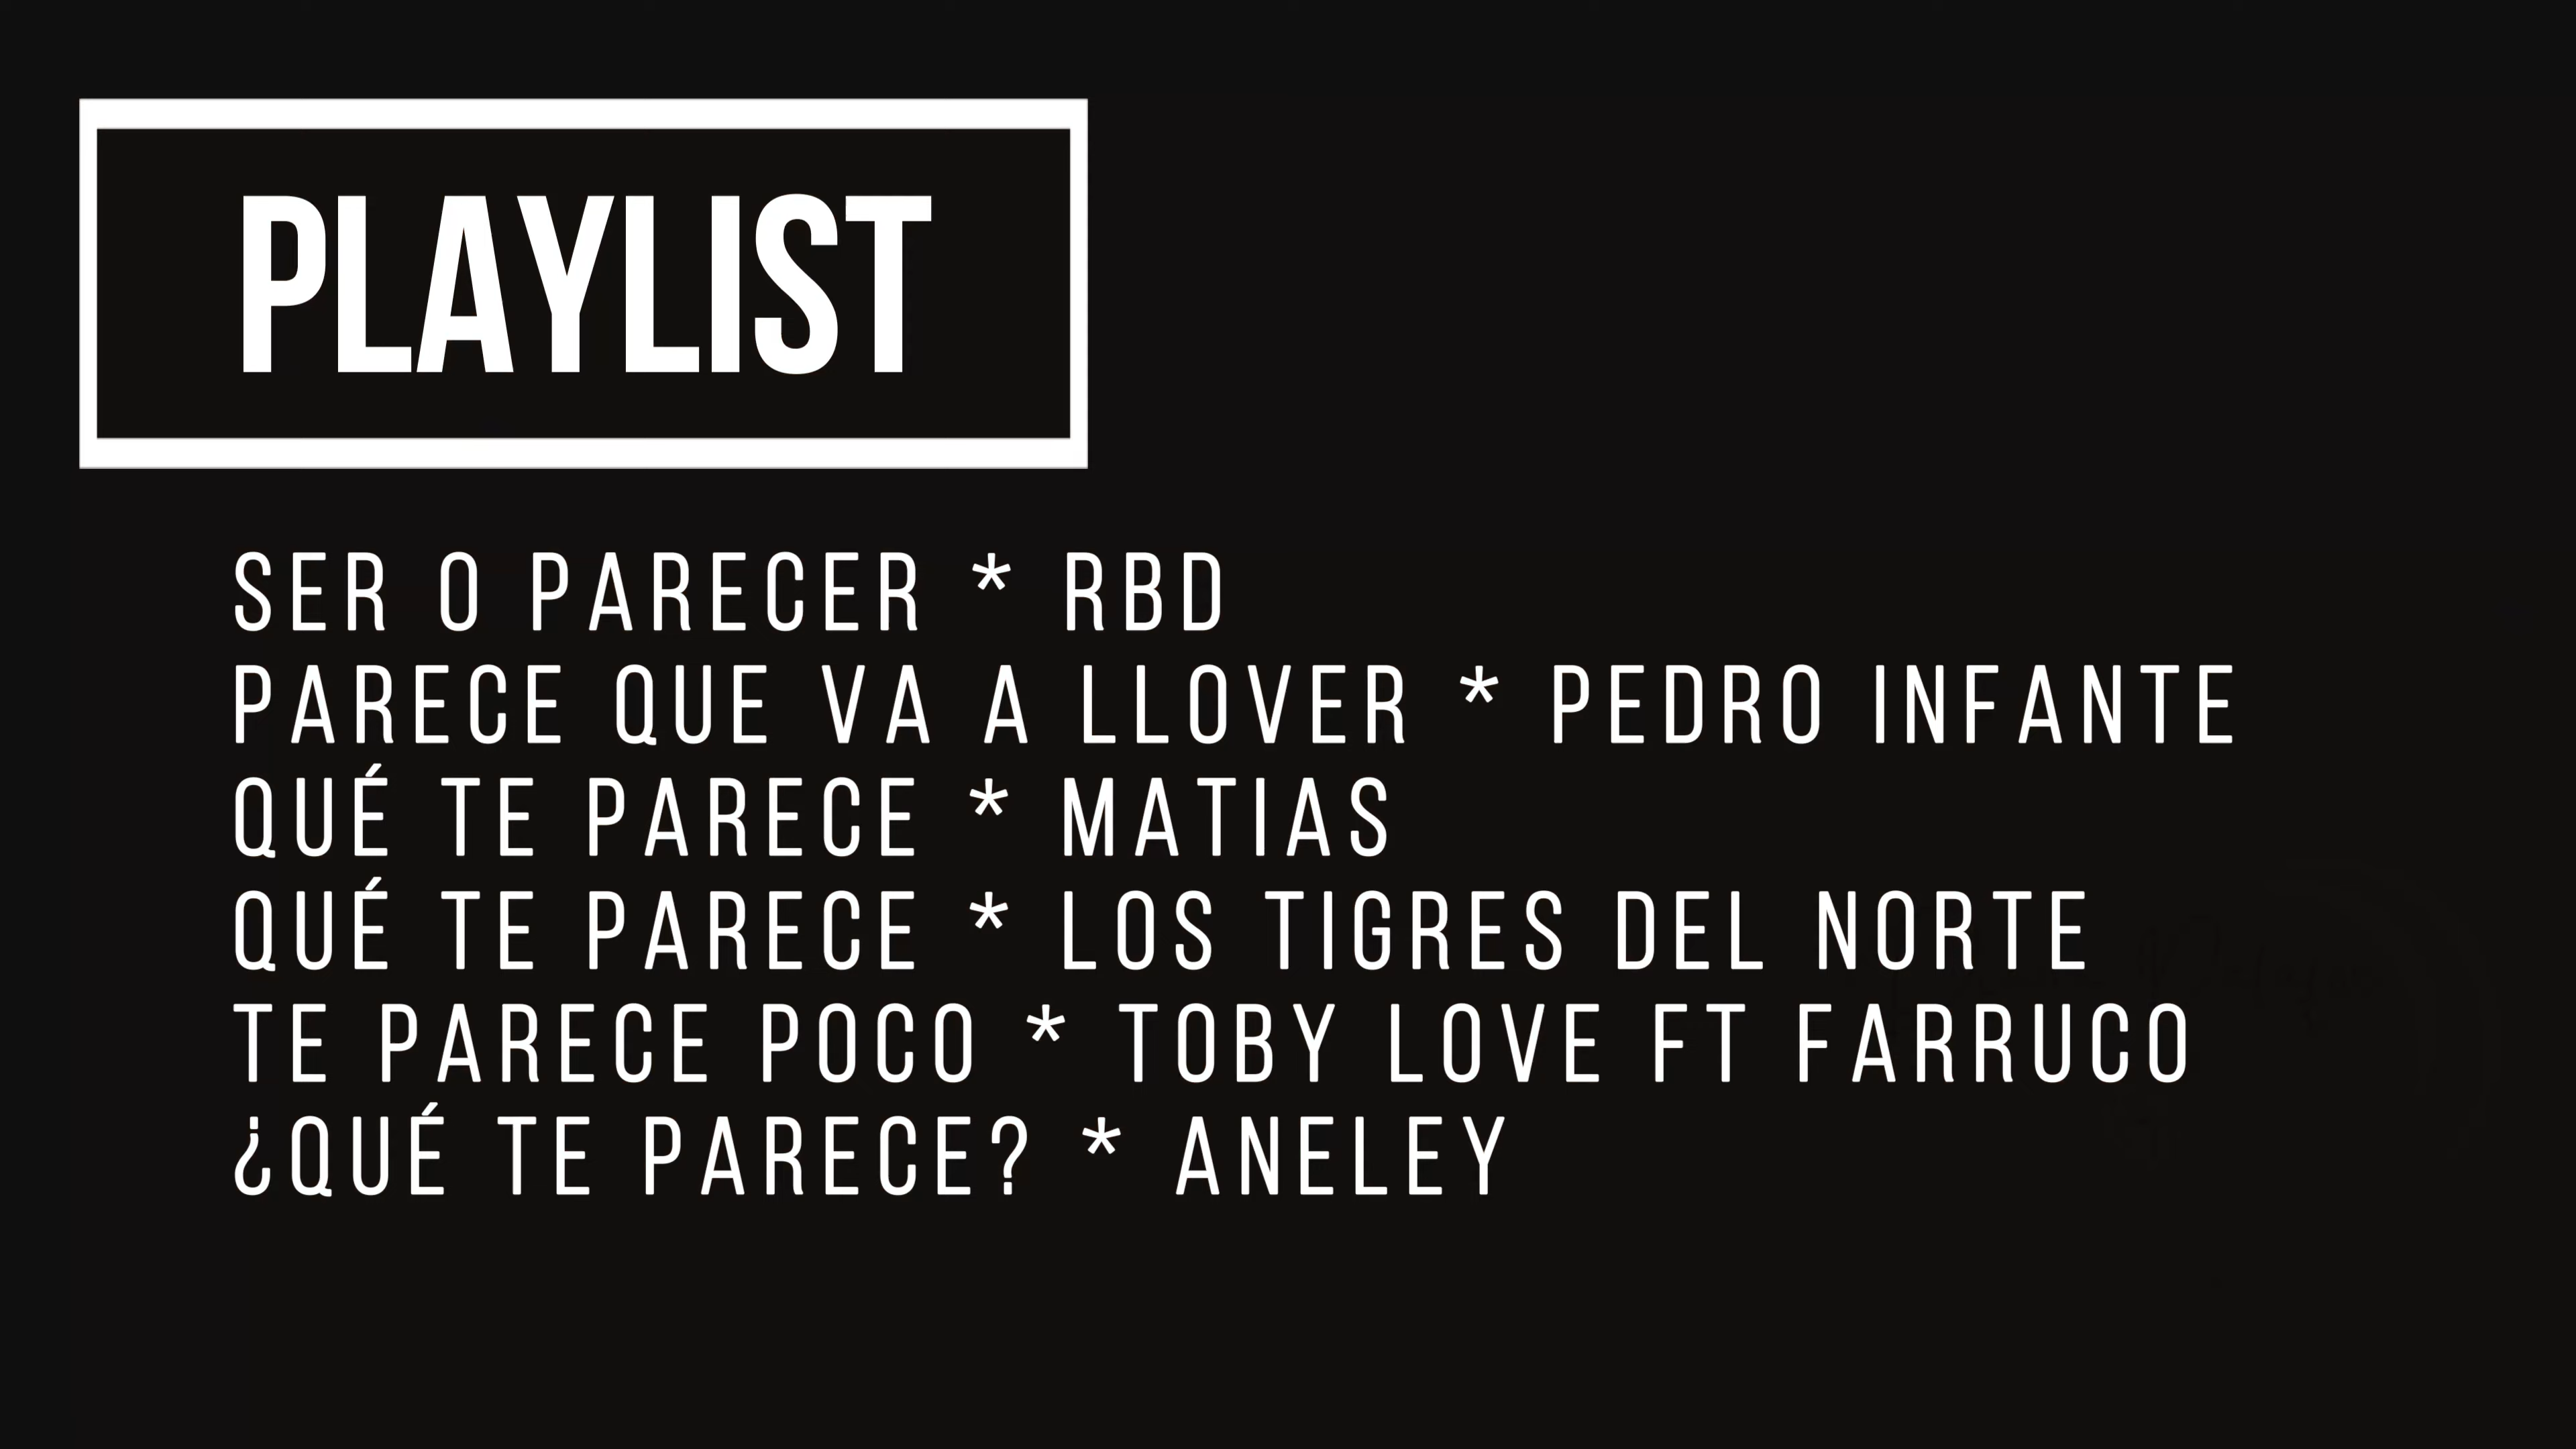 PLAYLIST
SER O PARECER * RBD
PARECE QUE VA A LLOVER * PEDRO INFANTE
QUÉ TE PARECE * MATIAS
QUÉ TE PARECE * LOS TIGRES DEL NORTE
TE PARECE POCO * TOBY LOVE FT FARRUCO
¿QUÉ TE PARECE? * ANELEY